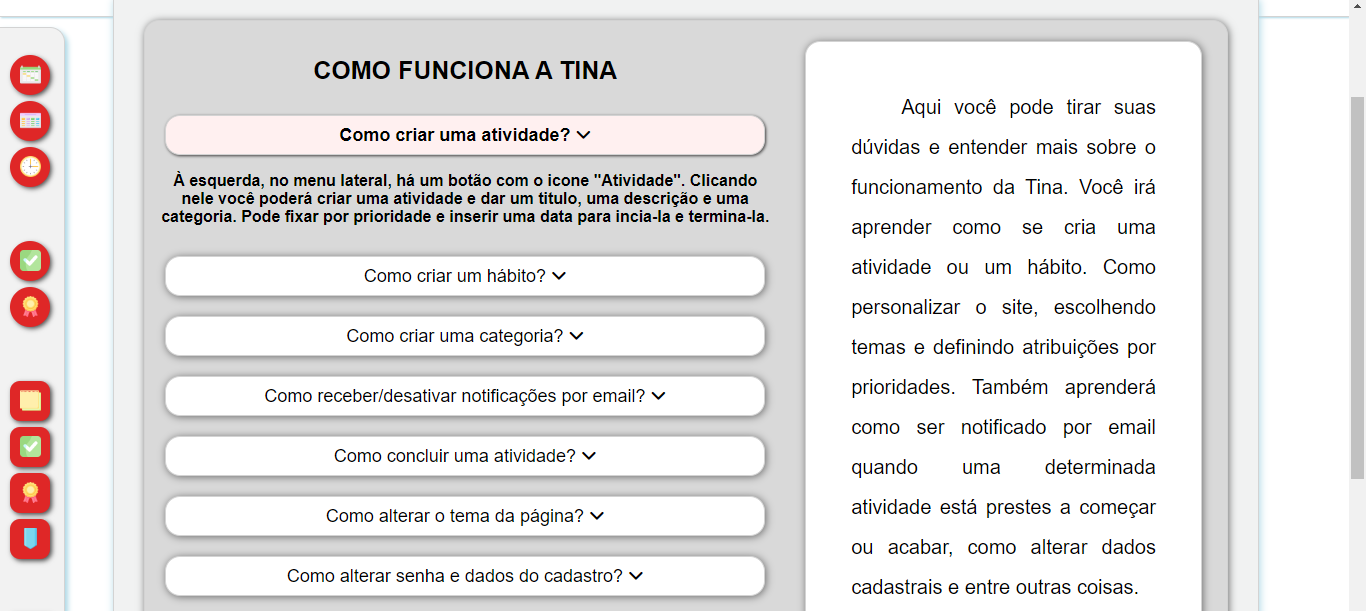 COMO FUNCIONA A TINA
Como criar uma atividade?
À esquerda, no menu lateral, há um botão com o icone "Atividade". Clicando
nele você poderá criar uma atividade e dar um titulo, uma descrição e uma
categoria. Pode fixar por prioridade e inserir uma data para incia-la e termina-la.
Como criar um hábito?
Como criar uma categoria?
Como receber/desativar notificações por email?
Como concluir uma atividade?
Como alterar o tema da página?
Como alterar senha e dados do cadastro?
Aqui você pode tirar suas
dúvidas e entender mais sobre o
funcionamento da Tina. Você irá
aprender como se cria uma
atividade ou um hábito. Como
personalizar o site, escolhendo
temas e definindo atribuições por
prioridades. Também aprenderá
como ser notificado por email
quando uma determinada
atividade está prestes a começar
ou acabar, como alterar dados
cadastrais e entre outras coisas.